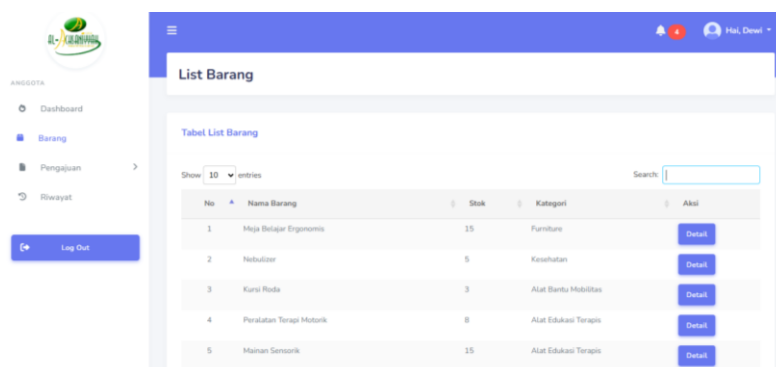 AL-KHAIRIYAH
4
Hai, Dewi
List Barang
ANGGOTA
Dashboard
Barang
Pengajuan
Riwayat
Log Out
Tabel List Barang
Show 10 entries
Search:
No Nama Barang Stok Kategori Aksi
1 Meja Belajar Ergonomis 15 Furniture Detail
2 Nebulizer 5 Kesehatan Detail
3 Kursi Roda 3 Alat Bantu Mobilitas Detail
4 Peralatan Terapi Motorik 8 Alat Edukasi Terapis Detail
5 Mainan Sensorik 15 Alat Edukasi Terapis Detail